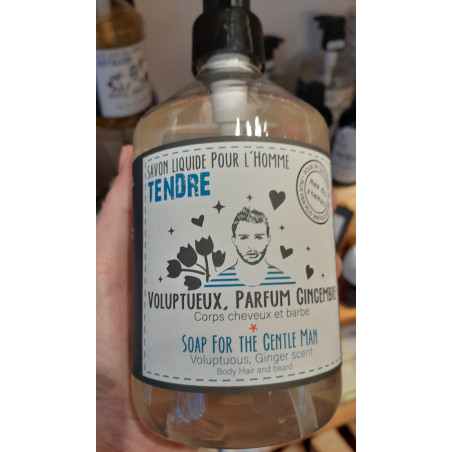 SAVON LIQUIDE POUR L'HOMME
TENDRE
VOLUPTUEUX, PARFUM GINGEMBRE
Corps cheveux et barbe
*
SOAP FOR THE GENTLE MAN
Voluptuous, Ginger scent
Body Hair and beard